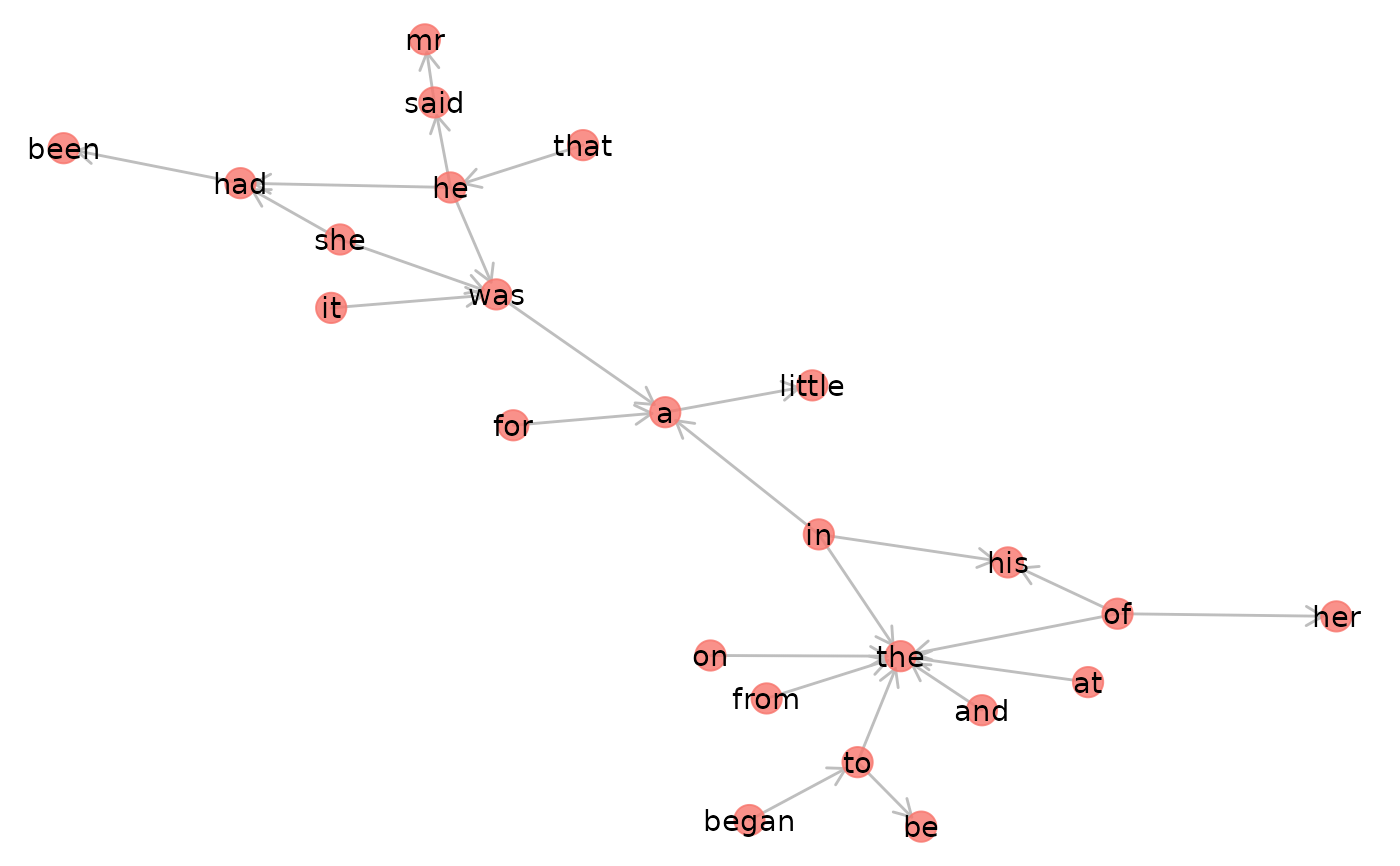 mr
said
that
been
had
he
she
was
it
little
a
for
in
his
of
her
on
the
from
at
and
to
began
be